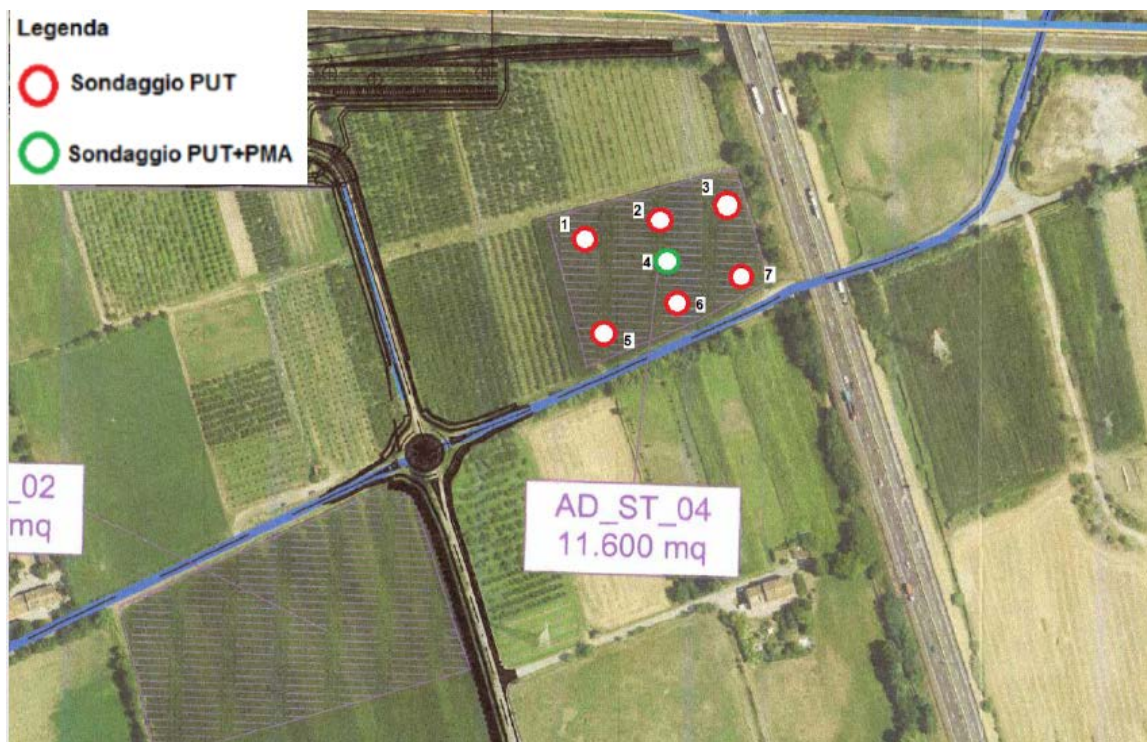 Legenda
Sondaggio PUT
Sondaggio PUT+PMA
3
2
1
4
7
6
5
_02
mq
AD_ST_04
11.600 mq